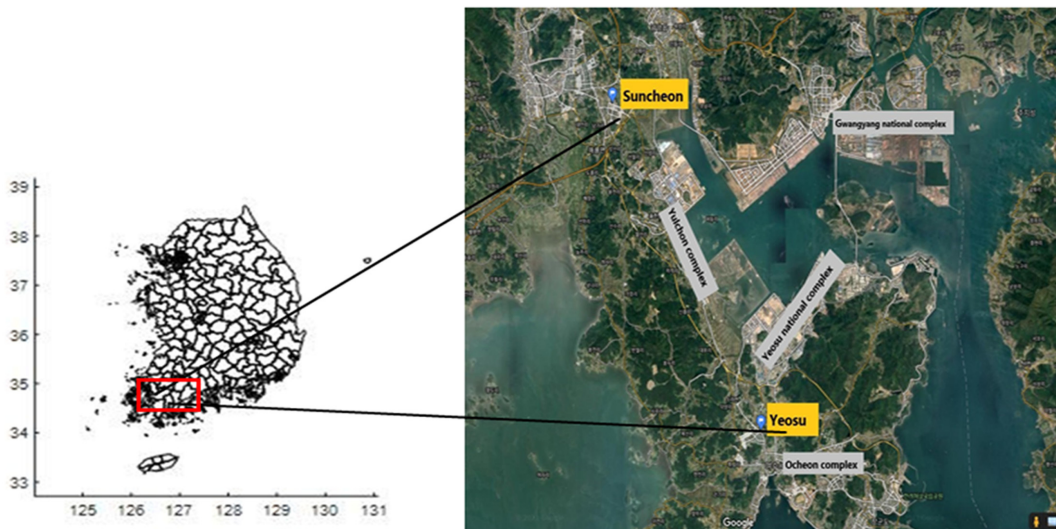 39
38
37
36
35
34
33
125
126
127
128
129
130
131
Suncheon
Gwangyang national complex
Yulchon complex
Yeosu national complex
Yeosu
Ocheon complex
Google